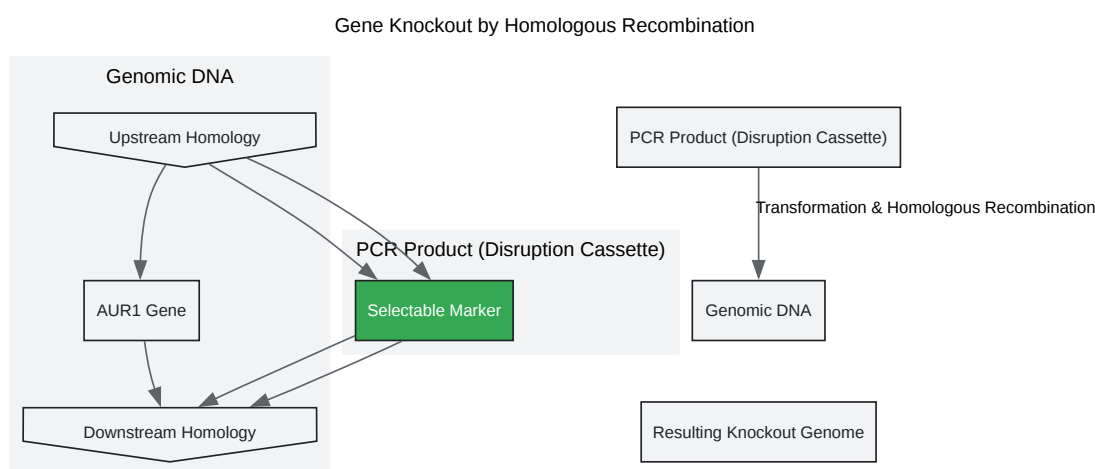 Gene Knockout by Homologous Recombination
Genomic DNA
Upstream Homology
PCR Product (Disruption Cassette)
Transformation & Homologous Recombination
PCR Product (Disruption Cassette)
AUR1 Gene
Selectable Marker
Genomic DNA
Downstream Homology
Resulting Knockout Genome